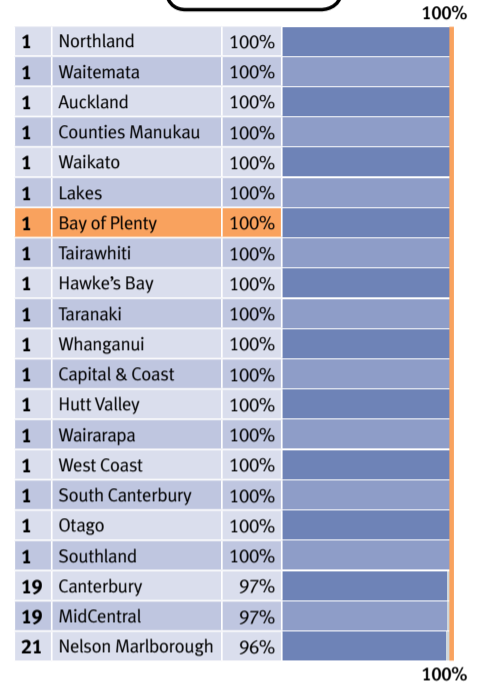 100%
1 Northland 100%
1 Waitemata 100%
1 Auckland 100%
1 Counties Manukau 100%
1 Waikato 100%
1 Lakes 100%
1 Bay of Plenty 100%
1 Tairawhiti 100%
1 Hawke’s Bay 100%
1 Taranaki 100%
1 Whanganui 100%
1 Capital & Coast 100%
1 Hutt Valley 100%
1 Wairarapa 100%
1 West Coast 100%
1 South Canterbury 100%
1 Otago 100%
1 Southland 100%
19 Canterbury 97%
19 MidCentral 97%
21 Nelson Marlborough 96%
100%